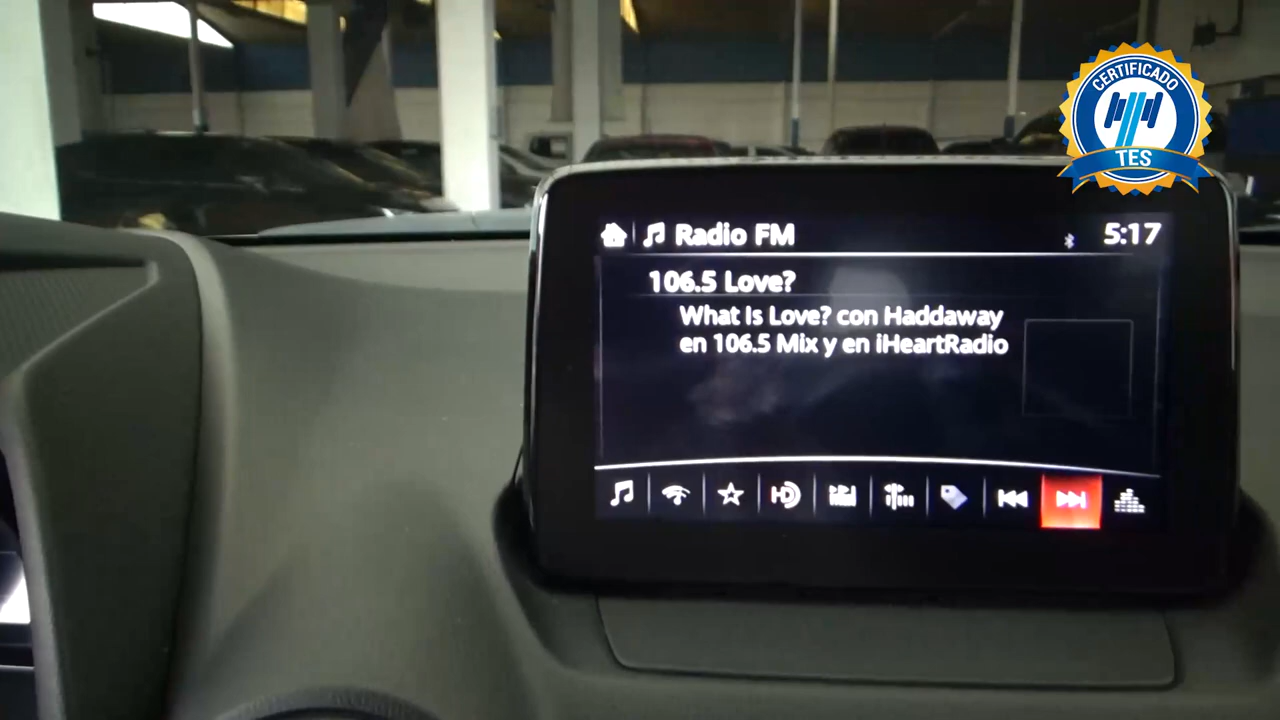 CERTIFICADO
TES
Radio FM
5:17
106.5 Love?
What Is Love? con Haddaway
en 106.5 Mix y en iHeartRadio
HD